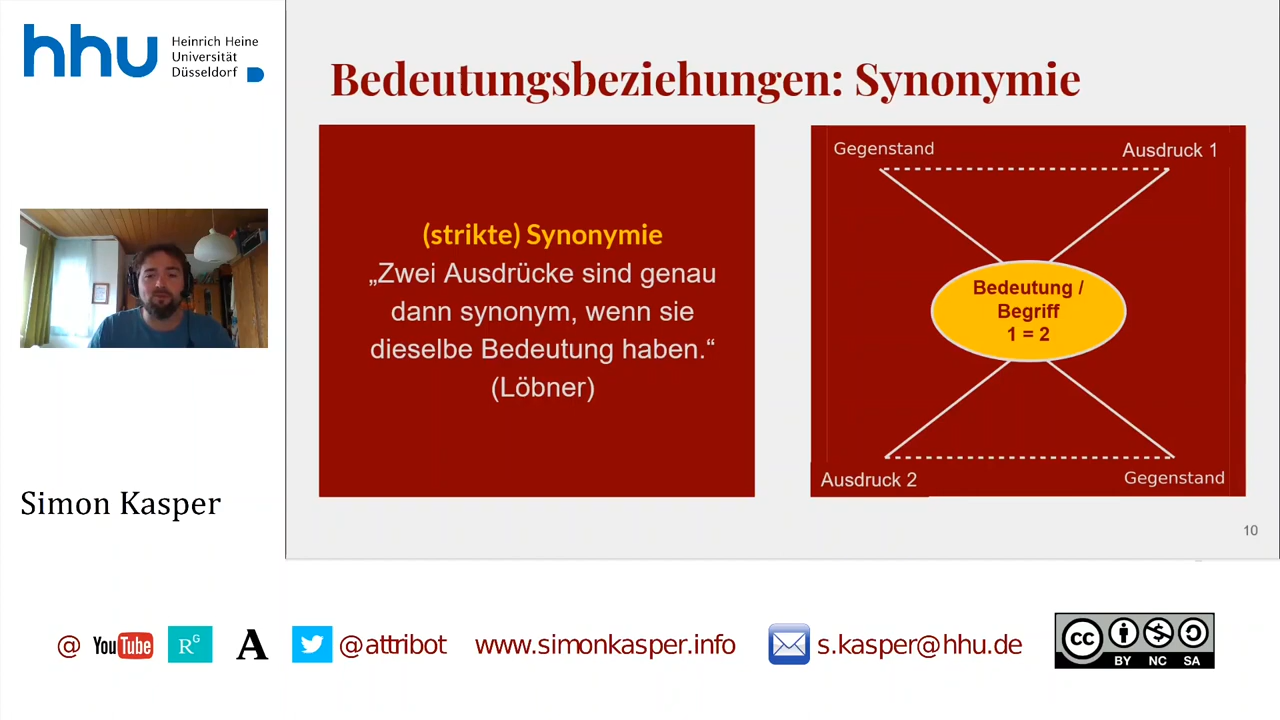 hhu
Heinrich Heine
Universität
Düsseldorf
Simon Kasper
Bedeutungsbeziehungen: Synonymie
(strikte) Synonymie
„Zwei Ausdrücke sind genau
dann synonym, wenn sie
dieselbe Bedeutung haben.“
(Löbner)
Gegenstand
Ausdruck 1
Bedeutung /
Begriff
1 = 2
Ausdruck 2
Gegenstand
10
@ YouTube RG A @attribot www.simonkasper.info s.kasper@hhu.de
cc BY NC SA